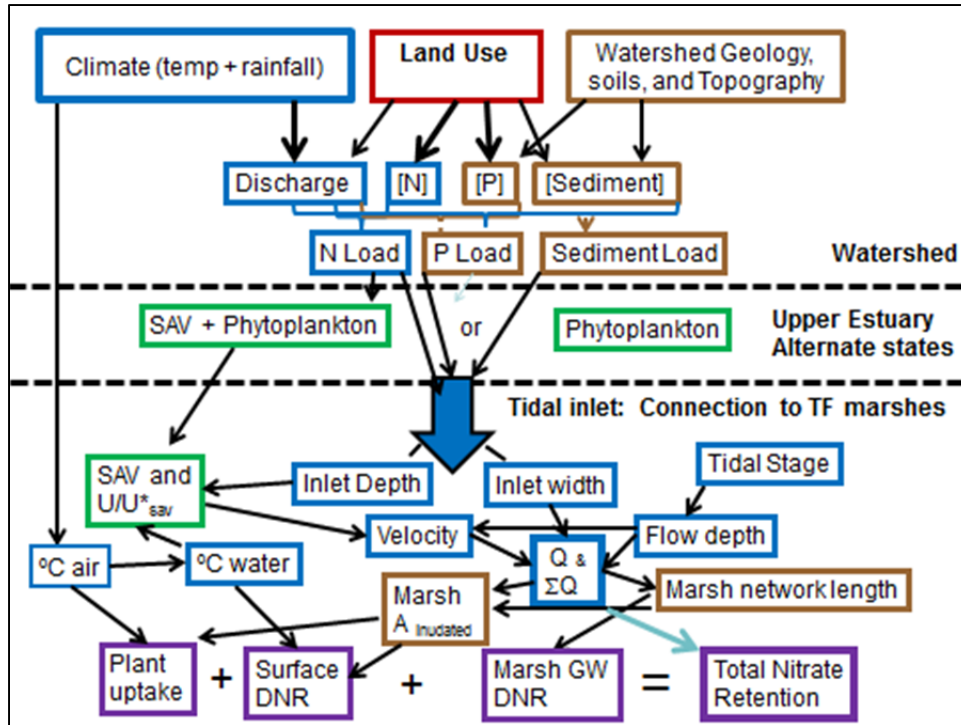 Climate (temp + rainfall)
Land Use
Watershed Geology,
soils, and Topography
Discharge
[N]
[P]
[Sediment]
N Load
P Load
Sediment Load
Watershed
SAV + Phytoplankton
or
Phytoplankton
Upper Estuary
Alternate states
Tidal inlet: Connection to TF marshes
SAV and
U/U*sav
Inlet Depth
Inlet width
Tidal Stage
Velocity
Flow depth
ºC air
ºC water
Q &
ΣQ
Marsh
A Inudated
Marsh network length
Plant
uptake
+
Surface
DNR
+
Marsh GW
DNR
=
Total Nitrate
Retention